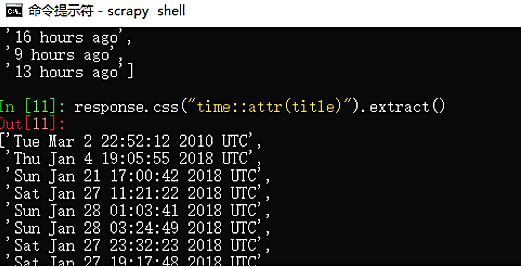 命令提示符 - scrapy shell
'16 hours ago',
'9 hours ago',
'13 hours ago']
In [11]: response.css("time::attr(title)").extract()
Out[11]:
['Tue Mar 2 22:52:12 2010 UTC',
'Thu Jan 4 19:05:55 2018 UTC',
'Sun Jan 21 17:00:42 2018 UTC',
'Sat Jan 27 11:21:22 2018 UTC',
'Sun Jan 28 01:03:41 2018 UTC',
'Sun Jan 28 03:24:49 2018 UTC',
'Sat Jan 27 23:32:23 2018 UTC',
'Sat Jan 27 19:17:48 2018 UTC',